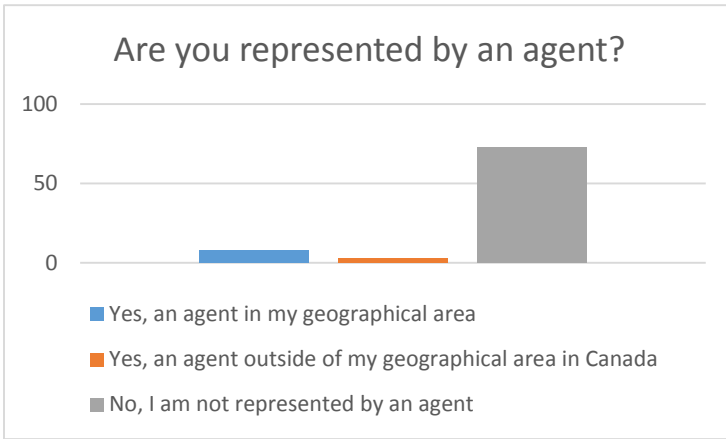 Are you represented by an agent?
100
50
0
Yes, an agent in my geographical area
Yes, an agent outside of my geographical area in Canada
No, I am not represented by an agent